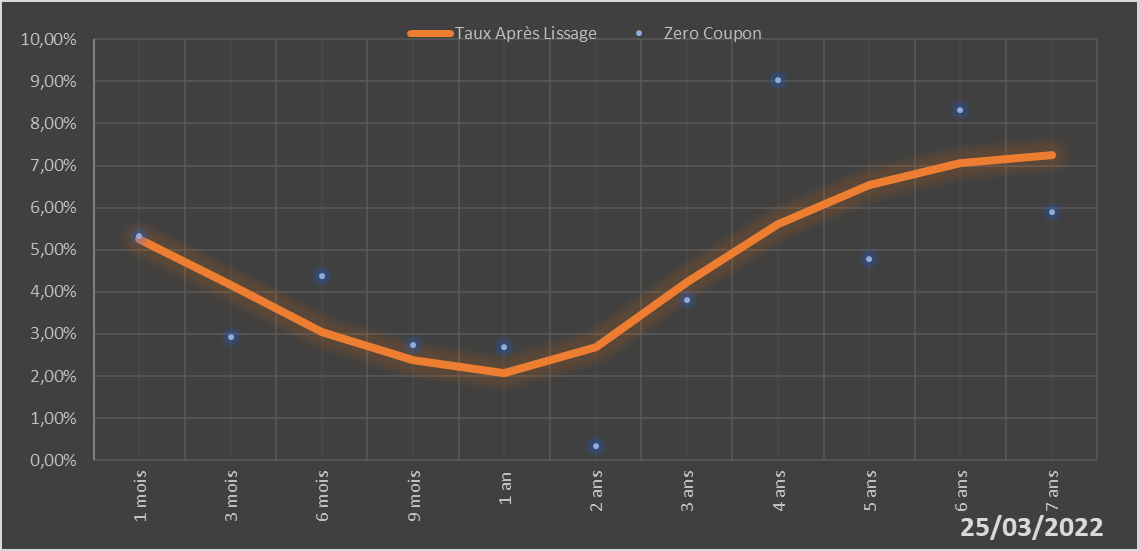 Taux Après Lissage Zero Coupon
10,00%
9,00%
8,00%
7,00%
6,00%
5,00%
4,00%
3,00%
2,00%
1,00%
0,00%
1 mois
3 mois
6 mois
9 mois
1 an
2 ans
3 ans
4 ans
5 ans
6 ans
7 ans
25/03/2022